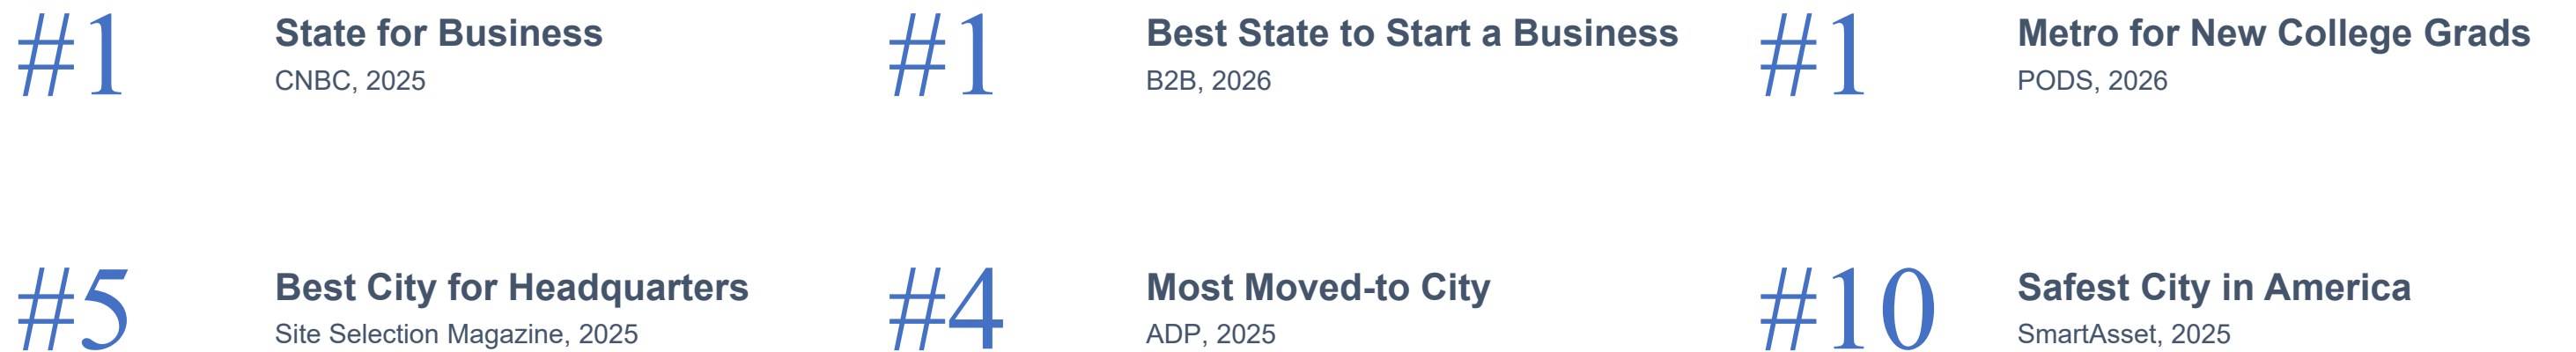 #1
State for Business
CNBC, 2025
#1
Best State to Start a Business
B2B, 2026
#1
Metro for New College Grads
PODS, 2026
#5
Best City for Headquarters
Site Selection Magazine, 2025
#4
Most Moved-to City
ADP, 2025
#10
Safest City in America
SmartAsset, 2025